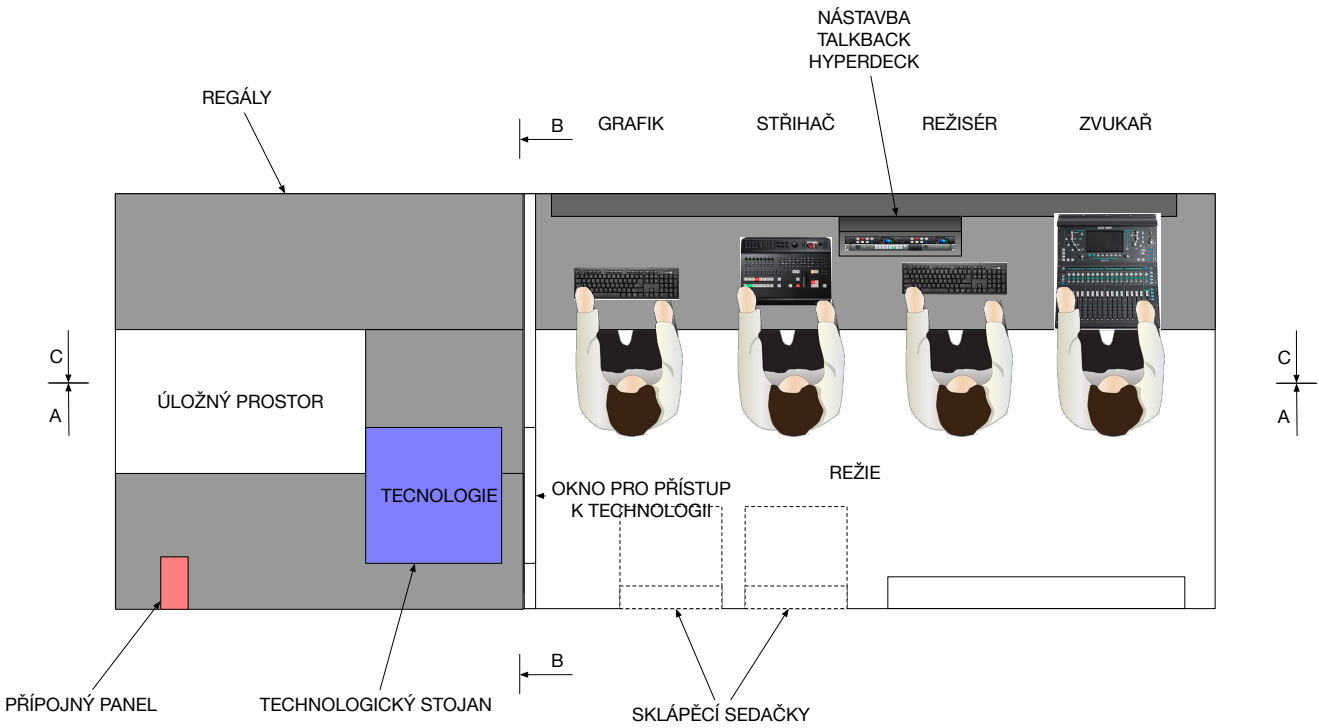 NÁSTAVBA
TALKBACK
HYPERDECK
REGÁLY
B
GRAFIK
STŘIHAČ
REŽISÉR
ZVUKAŘ
C
C
A
A
ÚLOŽNÝ PROSTOR
REŽIE
TECNOLOGIE
OKNO PRO PŘÍSTUP
K TECHNOLOGII
B
PŘÍPOJNÝ PANEL
TECHNOLOGICKÝ STOJAN
SKLÁPĚCÍ SEDAČKY